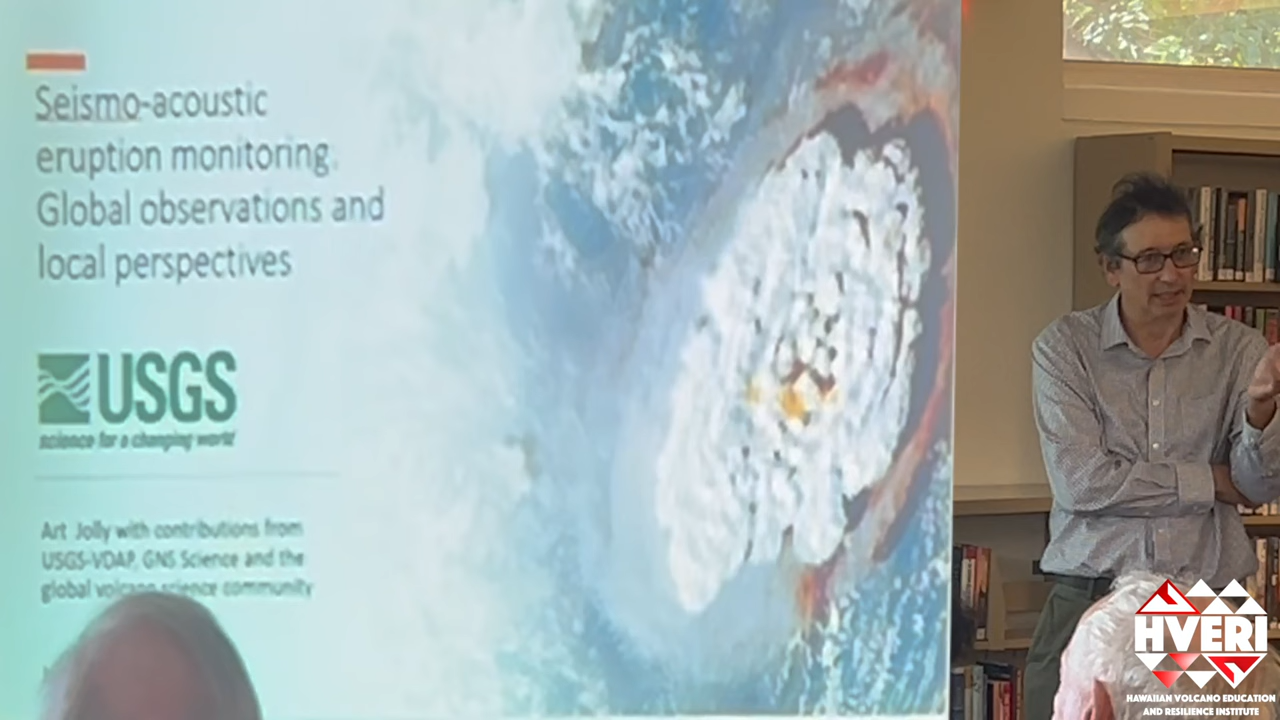 Seismo-acoustic
eruption monitoring.
Global observations and
local perspectives
USGS
science for a changing world
Art Jolly with contributions from
USGS-VDAP, GNS Science and the
global volcano science community
HVERI
HAWAIIAN VOLCANO EDUCATION
AND RESILIENCE INSTITUTE